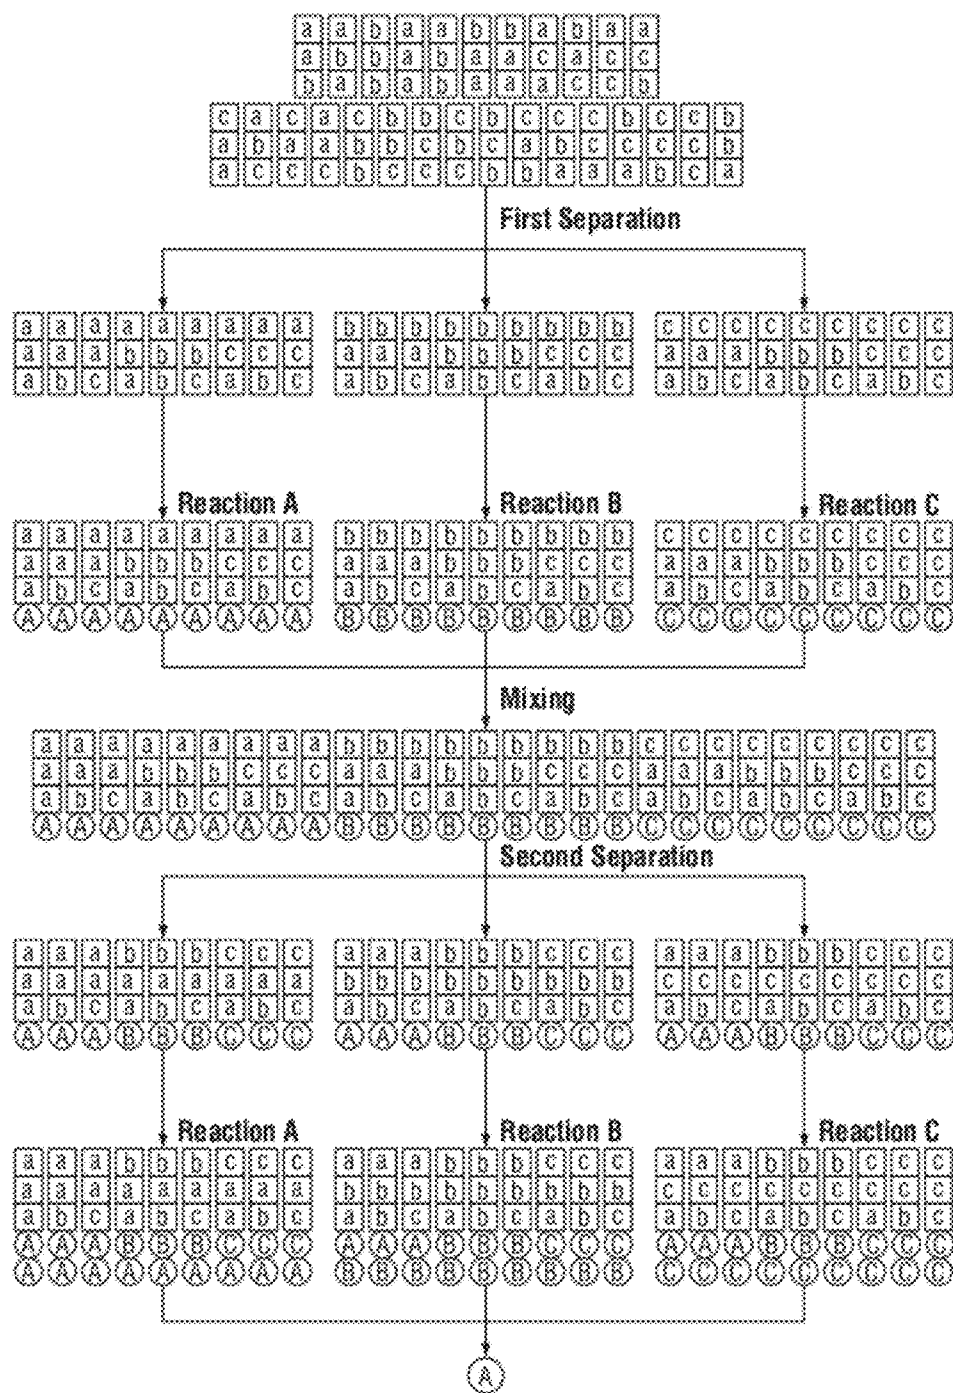 a a b a a b b a b a a
a b b a b a a c a c c
b a b a b a a a c c b
c a c a c b b c b c c c b c c b
a b a a b b c b c a b c c c c b
a c c c b c c c b b a a a b c a
First Separation
a a a a a a a a a b b b b b b b b b c c c c c c c c c
a a a b b b c c c a a a b b b c c c a a a b b b c c c
a b c a b c a b c a b c a b c a b c a b c a b c a b c
Reaction A Reaction B Reaction C
a a a a a a a a a b b b b b b b b b c c c c c c c c c
a a a b b b c c c a a a b b b c c c a a a b b b c c c
a b c a b c a b c a b c a b c a b c a b c a b c a b c
A A A A A A A A A B B B B B B B B B C C C C C C C C C
Mixing
a a a a a a a a a b b b b b b b b b c c c c c c c c c
a a a b b b c c c a a a b b b c c c a a a b b b c c c
a b c a b c a b c a b c a b c a b c a b c a b c a b c
A A A A A A A A A B B B B B B B B B C C C C C C C C C
Second Separation
a a a b b b c c c a a a b b b c c c a a a b b b c c c
a a a a a a a a a b b b b b b b b b c c c c c c c c c
a b c a b c a b c b b c a b c a b c a b c a b c a b c
A A A B B B C C C A A A B B B C C C A A A B B B C C C
Reaction A Reaction B Reaction C
a a a b b b c c c a a a b b b c c c a a a b b b c c c
a a a a a a a a a b b b b b b b b b c c c c c c c c c
a b c a b c a b c a b c a b c a b c a b c a b c a b c
A A A B B B C C C A A A B B B C C C A A A B B B C C C
A A A A A A A A A B B B B B B B B B C C C C C C C C C
A